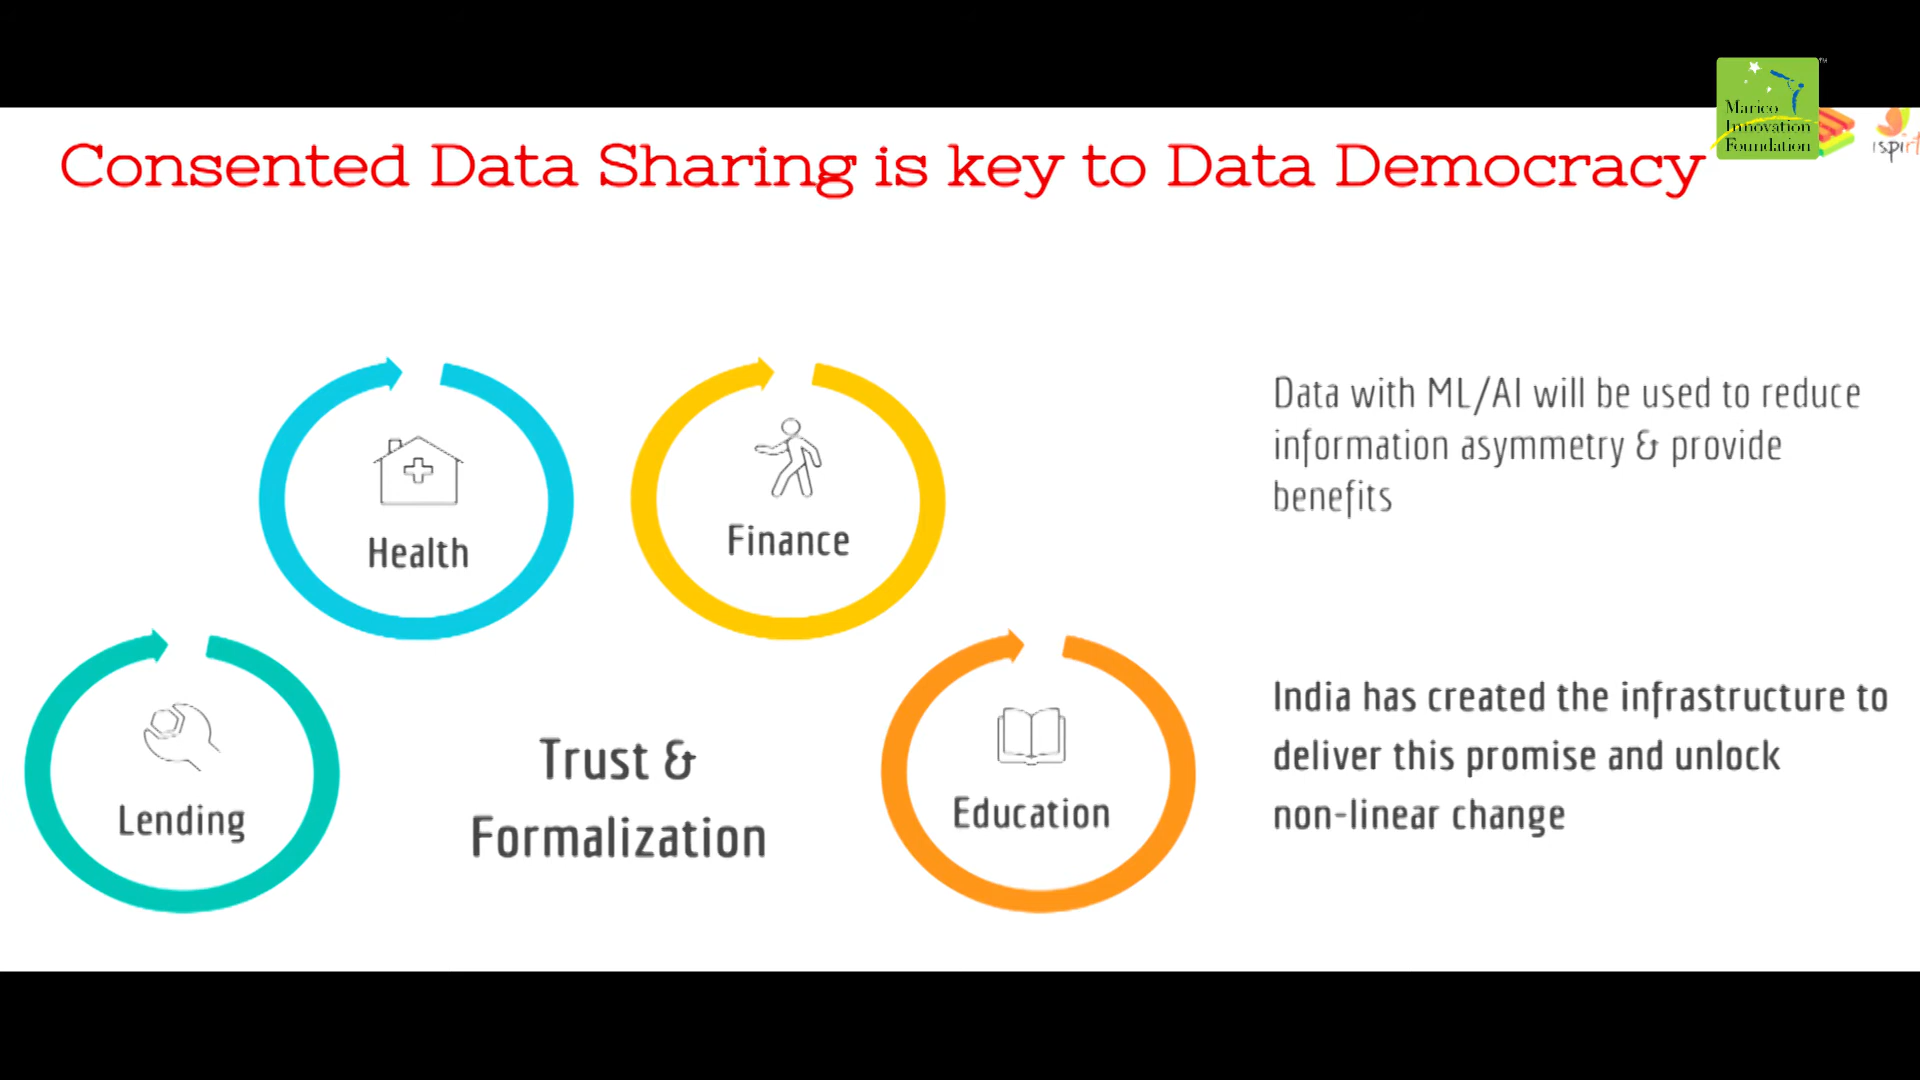 Marico
Innovation
Foundation
TM
ispirt
Consented Data Sharing is key to Data Democracy
Health
Finance
Lending
Trust &
Formalization
Education
Data with ML/AI will be used to reduce
information asymmetry & provide
benefits
India has created the infrastructure to
deliver this promise and unlock
non-linear change